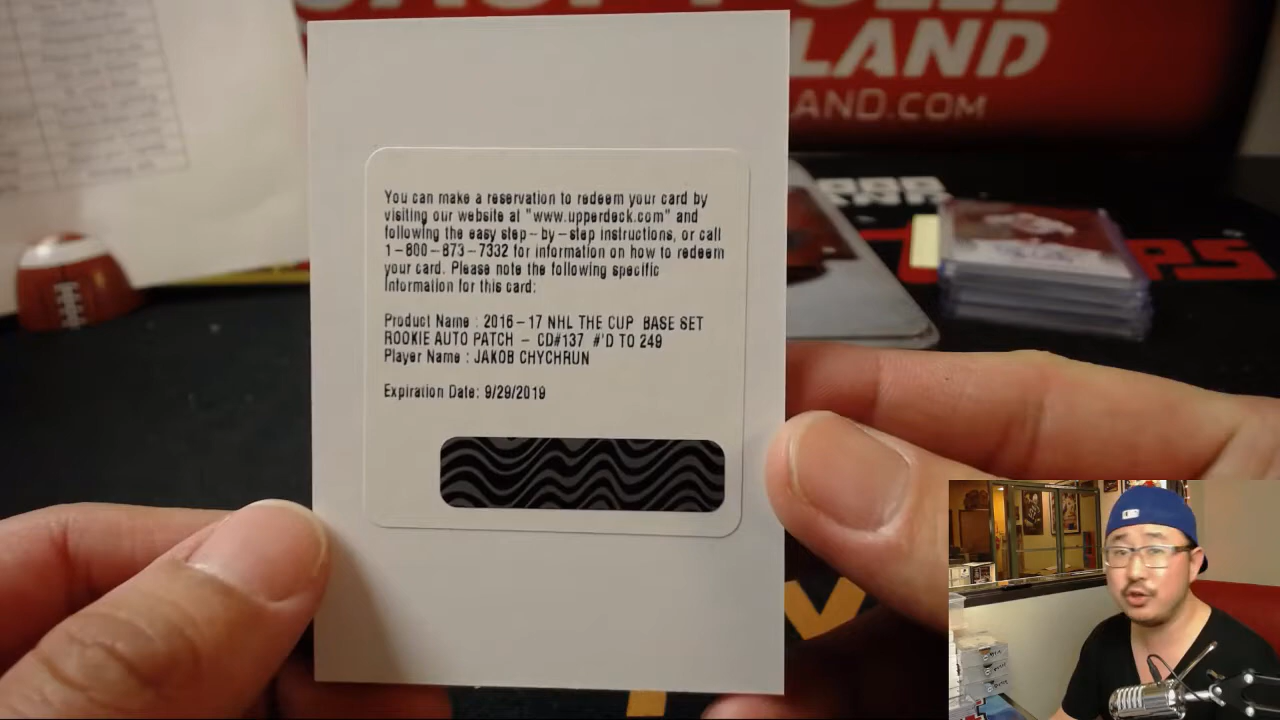 LAND
AND.COM
You can make a reservation to redeem your card by
visiting our website at "www.upperdeck.com" and
following the easy step-by-step instructions, or call
1-800-873-7332 for information on how to redeem
your card. Please note the following specific
information for this card:
Product Name : 2016-17 NHL THE CUP BASE SET
ROOKIE AUTO PATCH - CD#137 #'D TO 249
Player Name : JAKOB CHYCHRUN
Expiration Date: 9/29/2019